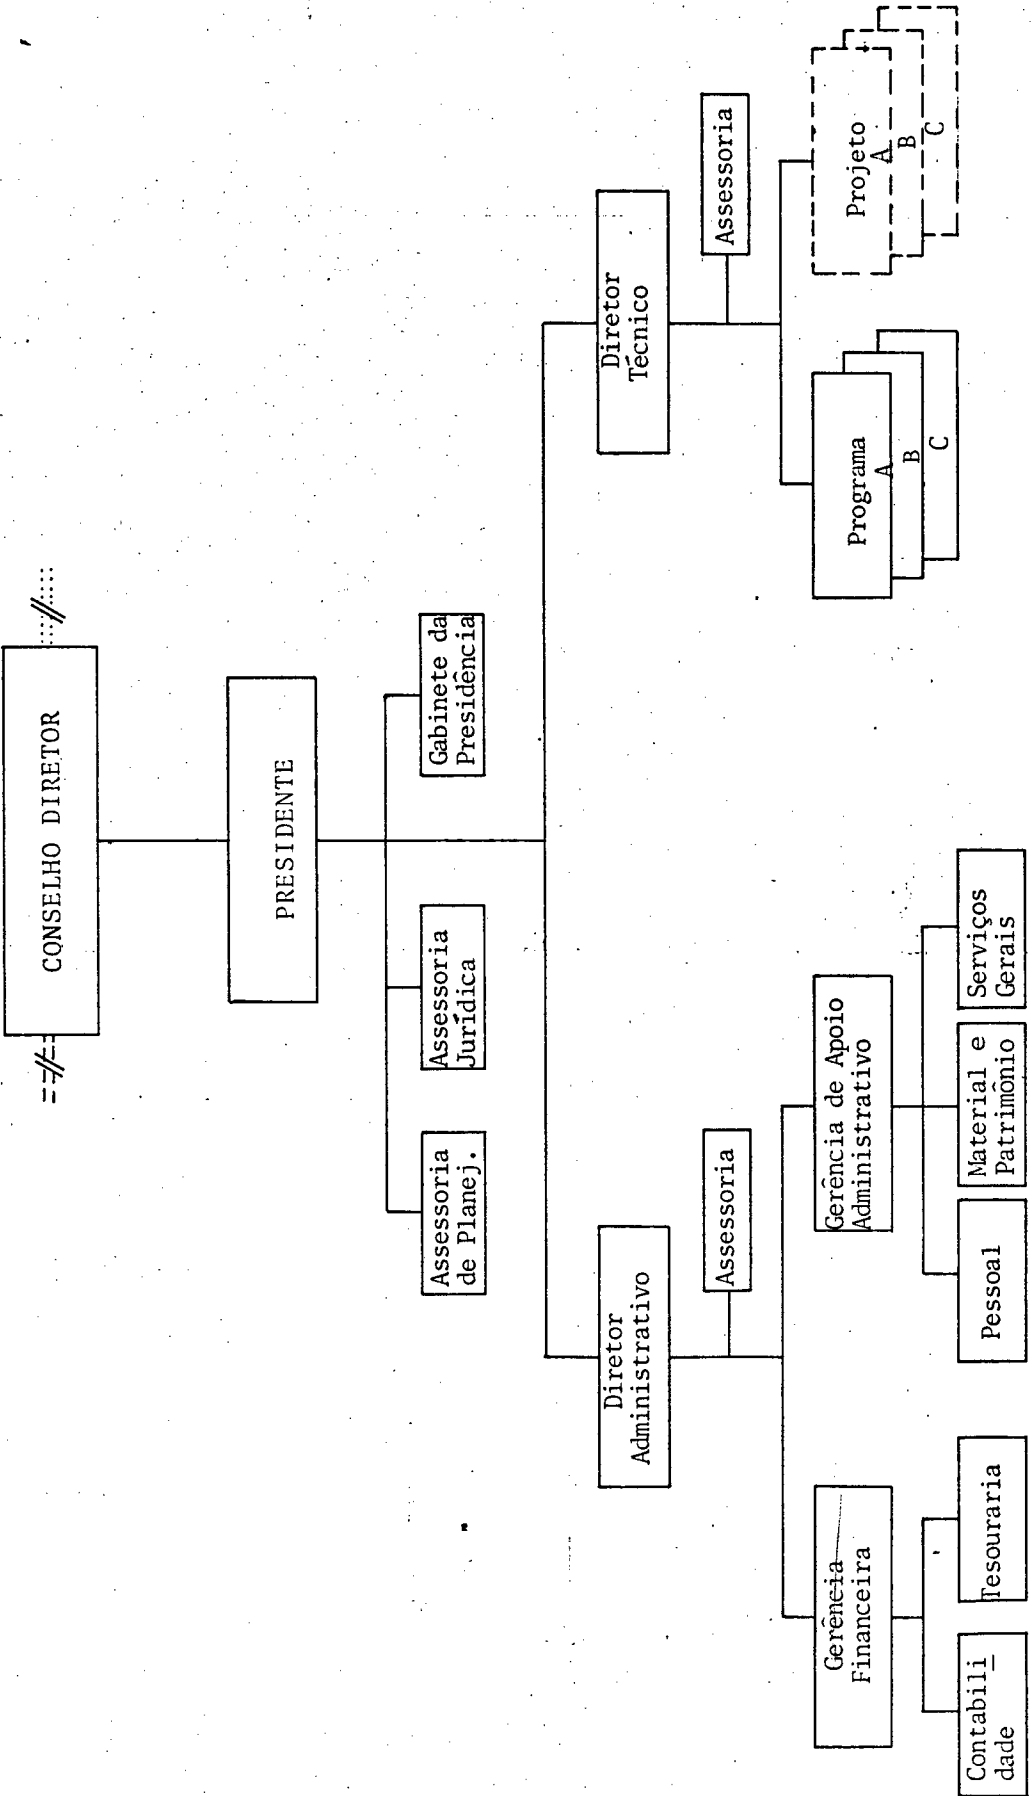 CONSELHO DIRETOR
PRESIDENTE
Assessoria
de Planej.
Assessoria
Jurídica
Gabinete da
Presidência
Diretor
Administrativo
Diretor
Técnico
Assessoria
Assessoria
Gerência
Financeira
Gerência de Apoio
Administrativo
Programa
A
B
C
Projeto
A
B
C
Contabili
dade
Tesouraria
Pessoal
Material e
Patrimônio
Serviços
Gerais